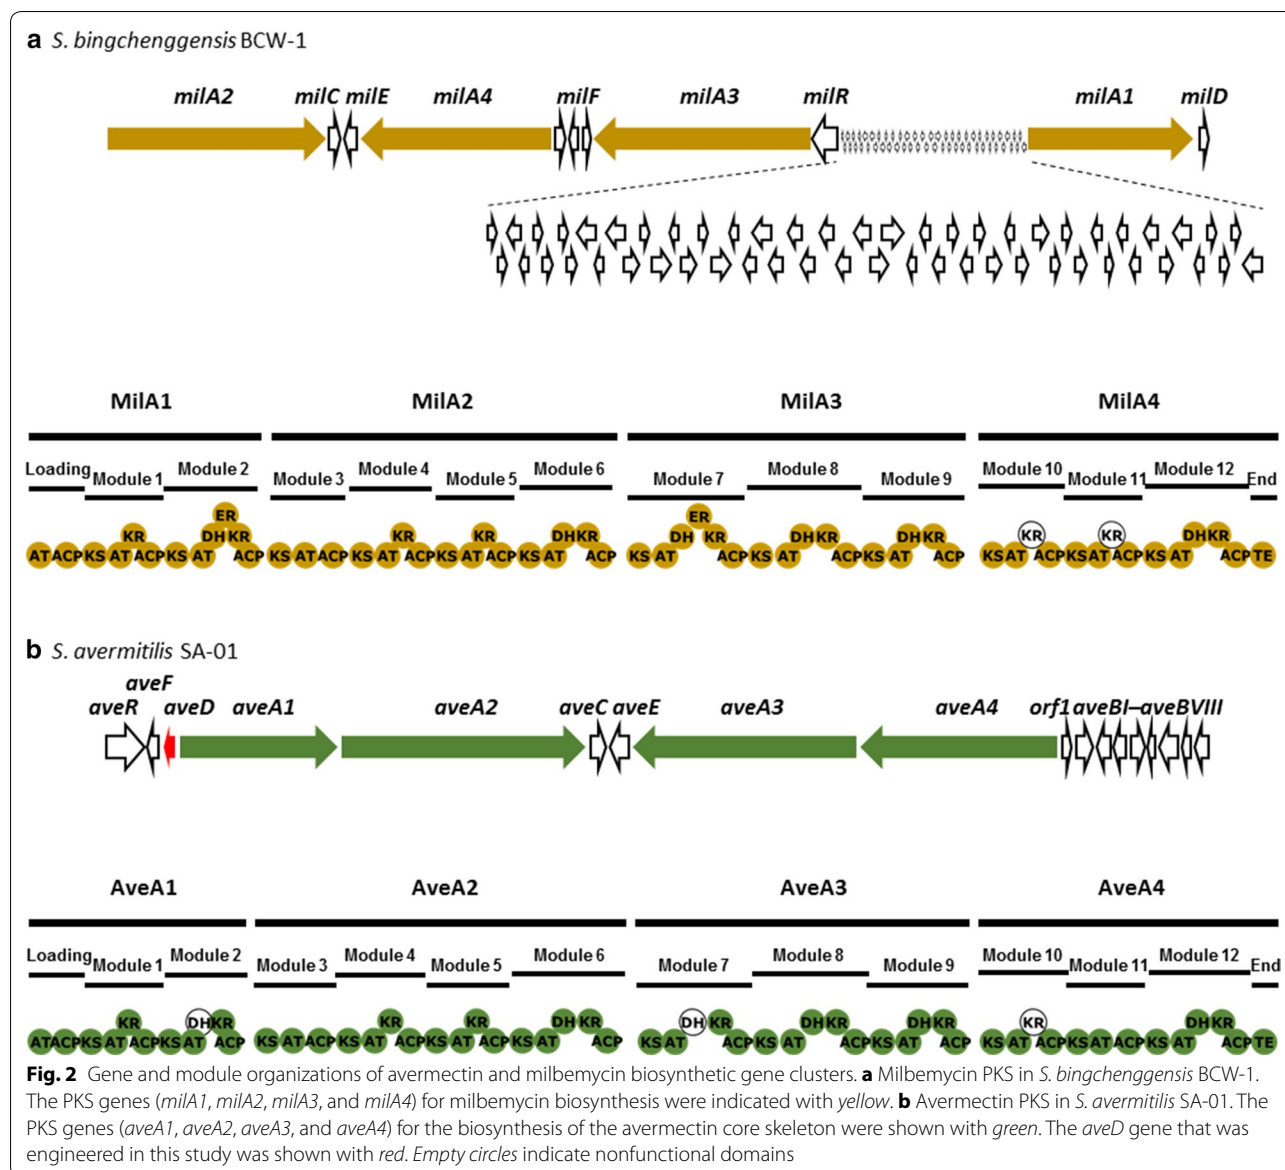 a S. bingchenggensis BCW-1
milA2 milC milE milA4 milF milA3 milR milA1 milD
MilA1 MilA2 MilA3 MilA4
Loading Module 1 Module 2 Module 3 Module 4 Module 5 Module 6 Module 7 Module 8 Module 9 Module 10 Module 11 Module 12 End
AT ACP KS AT KR ACP KS AT DH ER KR ACP KS AT ACP KS AT KR ACP KS AT KR ACP KS AT DH KR ACP KS AT DH ER KR ACP KS AT DH KR ACP KS AT DH KR ACP KS AT KR ACP KS AT KR ACP KS AT DH KR ACP TE
b S. avermitilis SA-01
aveR aveF aveD aveA1 aveA2 aveC aveE aveA3 aveA4 orf1 aveBI–aveBVIII
AveA1 AveA2 AveA3 AveA4
Loading Module 1 Module 2 Module 3 Module 4 Module 5 Module 6 Module 7 Module 8 Module 9 Module 10 Module 11 Module 12 End
AT ACP KS AT KR ACP KS AT DH KR ACP KS AT ACP KS AT KR ACP KS AT KR ACP KS AT DH KR ACP KS AT DH KR ACP KS AT DH KR ACP KS AT DH KR ACP KS AT KR ACP KS AT ACP KS AT DH KR ACP TE
Fig. 2 Gene and module organizations of avermectin and milbemycin biosynthetic gene clusters. a Milbemycin PKS in S. bingchenggensis BCW-1.
The PKS genes (milA1, milA2, milA3, and milA4) for milbemycin biosynthesis were indicated with yellow. b Avermectin PKS in S. avermitilis SA-01. The
PKS genes (aveA1, aveA2, aveA3, and aveA4) for the biosynthesis of the avermectin core skeleton were shown with green. The aveD gene that was
engineered in this study was shown with red. Empty circles indicate nonfunctional domains